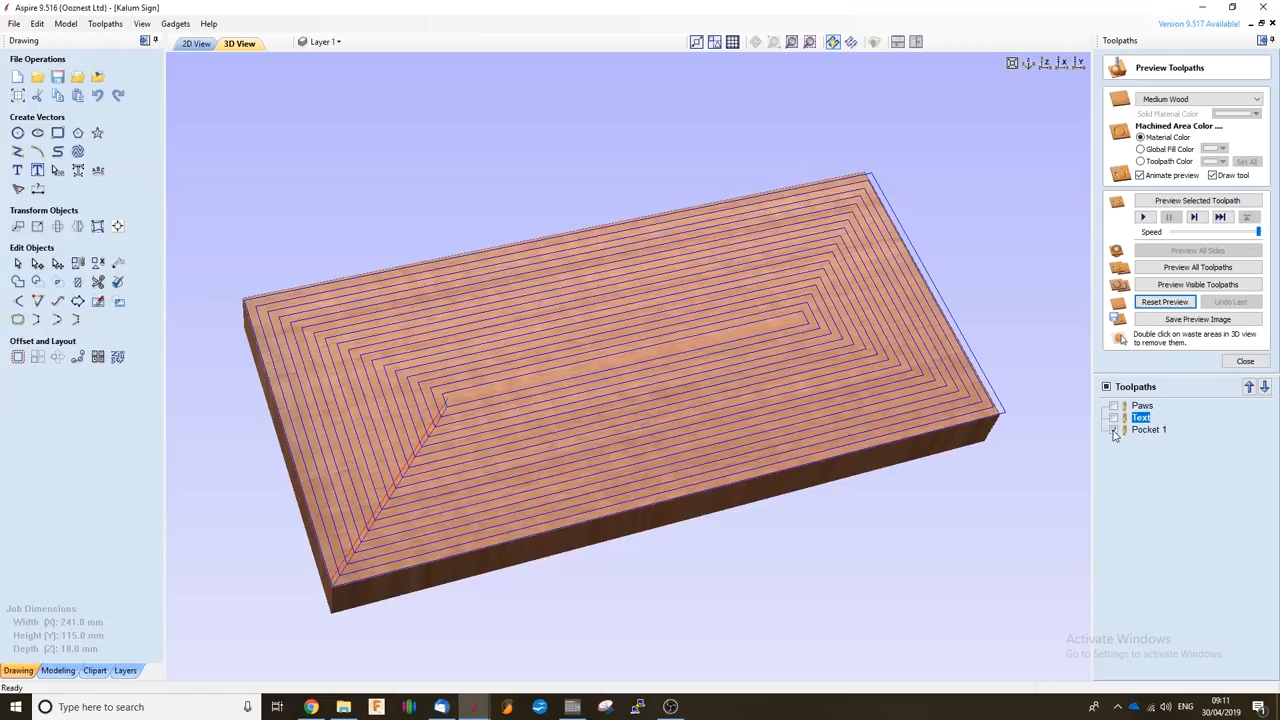 Aspire 9.516 (Ooznest Ltd) - [Kalum Sign]
File Edit Model Toolpaths View Gadgets Help
Version 9.517 Available!
Drawing
2D View 3D View Layer 1
Toolpaths
File Operations
Create Vectors
Transform Objects
Edit Objects
Offset and Layout
Preview Toolpaths
Medium Wood
Solid Material Color
Machined Area Color ....
Material Color
Global Fill Color
Toolpath Color Set All
Animate preview Draw tool
Preview Selected Toolpath
Speed
Preview All Sides
Preview All Toolpaths
Preview Visible Toolpaths
Reset Preview Undo Last
Save Preview Image
Double click on waste areas in 3D view
to remove them.
Close
Toolpaths
Paws
Text
Pocket 1
Job Dimensions
Width (X): 241.0 mm
Height (Y): 115.0 mm
Depth (Z): 18.0 mm
Activate Windows
Go to Settings to activate Windows.
Drawing Modeling Clipart Layers
Ready
Type here to search
ENG
09:11
30/04/2019